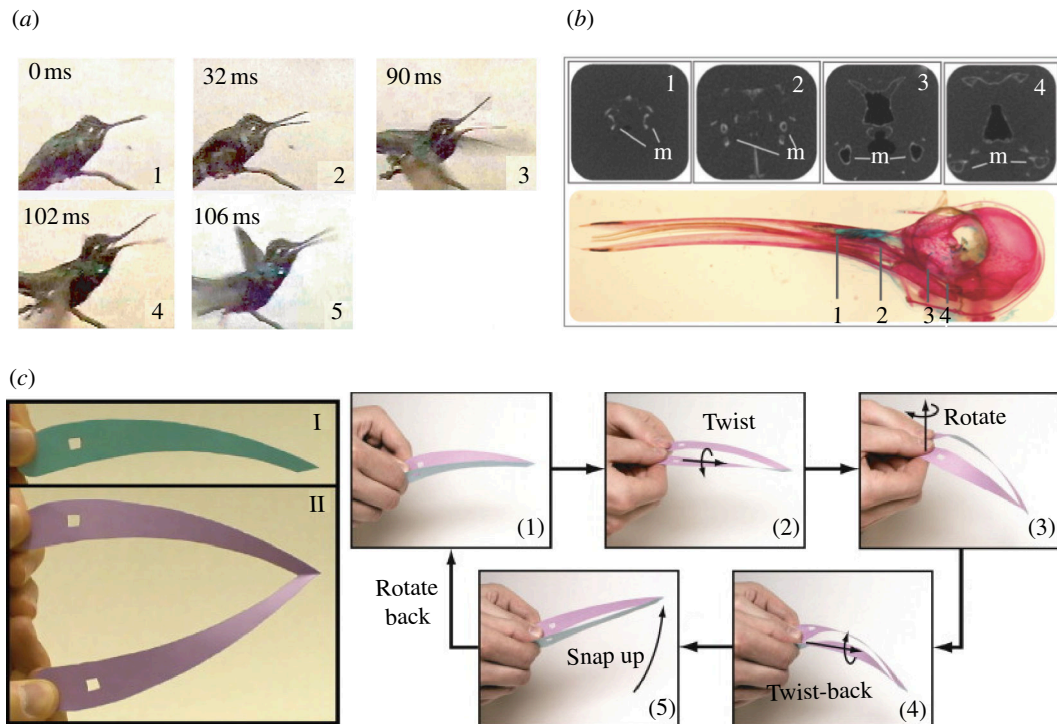 (a)
0 ms
32 ms
90 ms
1
2
3
102 ms
106 ms
4
5
(b)
1
2
3
4
m
m
m
m
1
2
3
4
(c)
I
II
(1)
Twist
(2)
Rotate
(3)
Rotate
back
Snap up
(5)
Twist-back
(4)